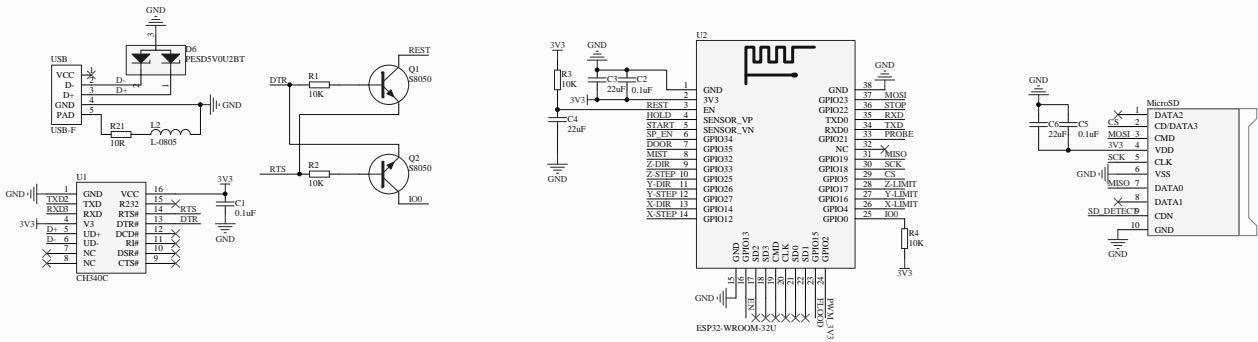 GND
3
D6
PESD5V0U2BT
USB
VCC 1
D- 2 D- 2
D+ 3 D+ 1
GND 4 GND
PAD 5
USB-F
R21
10R
L2
L-0805
DTR
R1
10K
Q1
S8050
REST
RTS
R2
10K
Q2
S8050
IO0
U1
GND 1 GND VCC 16
TXD2 2 TXD R232 15
RXD3 RXD RTS# 14 RTS
3V3 4 V3 DTR# 13 DTR
D+ 5 UD+ DCD# 12
D- 6 UD- RI# 11
7 NC DSR# 10
8 NC CTS# 9
CH340C
3V3
C1
0.1uF
GND
U2
3V3
GND
R3
10K
C3
22uF
C2
0.1uF
3V3
C4
22uF
GND
1 GND
2 3V3
REST 3 EN
HOLD 4 SENSOR_VP
START 5 SENSOR_VN
SP_EN 6 GPIO34
DOOR 7 GPIO35
MIST 8 GPIO32
Z-DIR 9 GPIO33
Z-STEP 10 GPIO25
Y-DIR 11 GPIO26
Y-STEP 12 GPIO27
X-DIR 13 GPIO14
X-STEP 14 GPIO12
GND 38 GND
GPIO23 37 MOSI
GPIO22 36 STOP
TXD0 35 RXD
RXD0 34 TXD
GPIO21 33 PROBE
NC 32
GPIO19 31 MISO
GPIO18 30 SCK
GPIO5 29 CS
GPIO17 28 Z-LIMIT
GPIO16 27 Y-LIMIT
GPIO4 26 X-LIMIT
GPIO0 25 IO0
R4
10K
3V3
GND 15 GND
GPIO13 16 EN
SD2 17
SD3 18
CMD 19
CLK 20
SD0 21
SD1 22
GPIO15 23 FLOOD
GPIO2 24 PWM_3V3
ESP32-WROOM-32U
GND
C6
22uF
C5
0.1uF
MicroSD
1 DATA2
CS 2 CD/DATA3
MOSI 3 CMD
3V3 4 VDD
SCK 5 CLK
GND 6 VSS
MISO 7 DATA0
8 DATA1
SD_DETECT 9 CDN
10 GND
GND